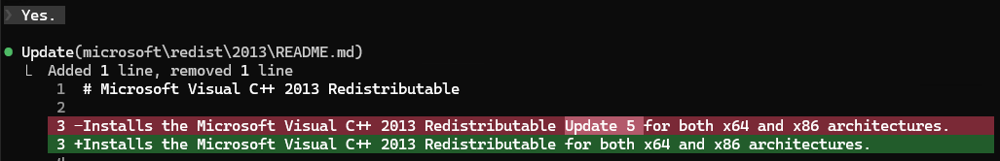 > Yes.
● Update(microsoft\redist\2013\README.md)
└ Added 1 line, removed 1 line
1 # Microsoft Visual C++ 2013 Redistributable
2
3 -Installs the Microsoft Visual C++ 2013 Redistributable Update 5 for both x64 and x86 architectures.
3 +Installs the Microsoft Visual C++ 2013 Redistributable for both x64 and x86 architectures.